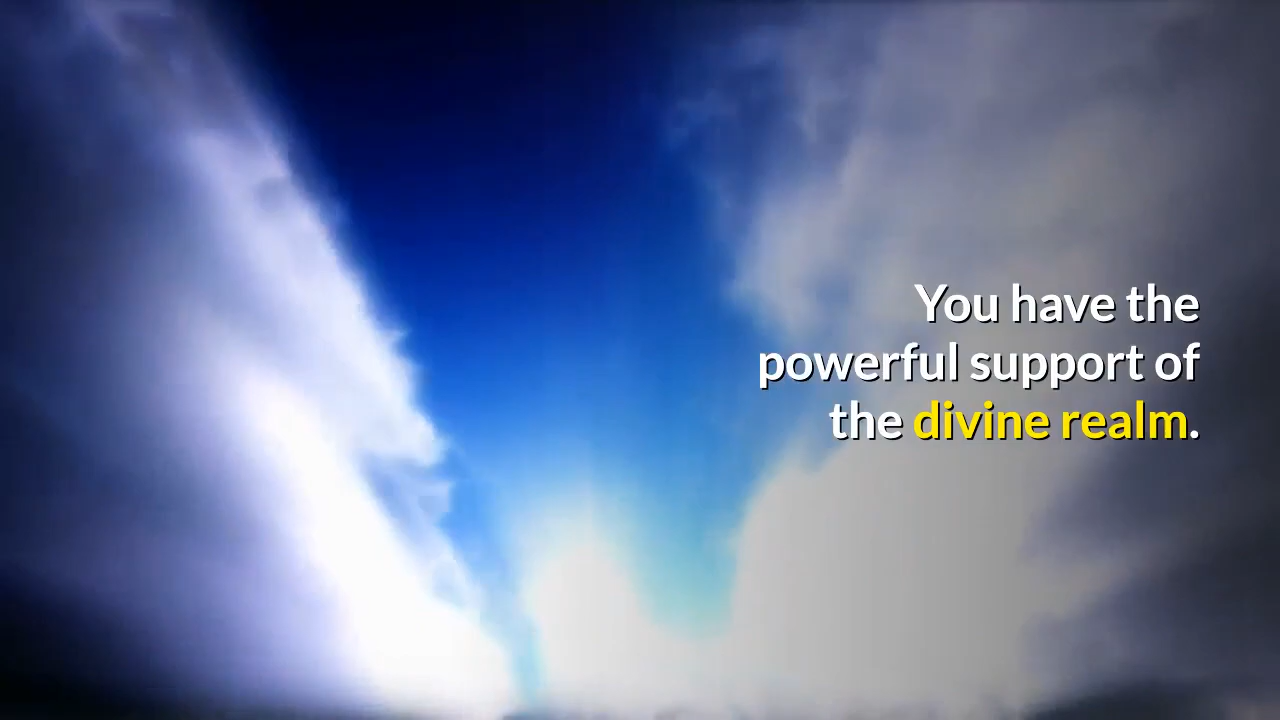 You have the
powerful support of
the divine realm.